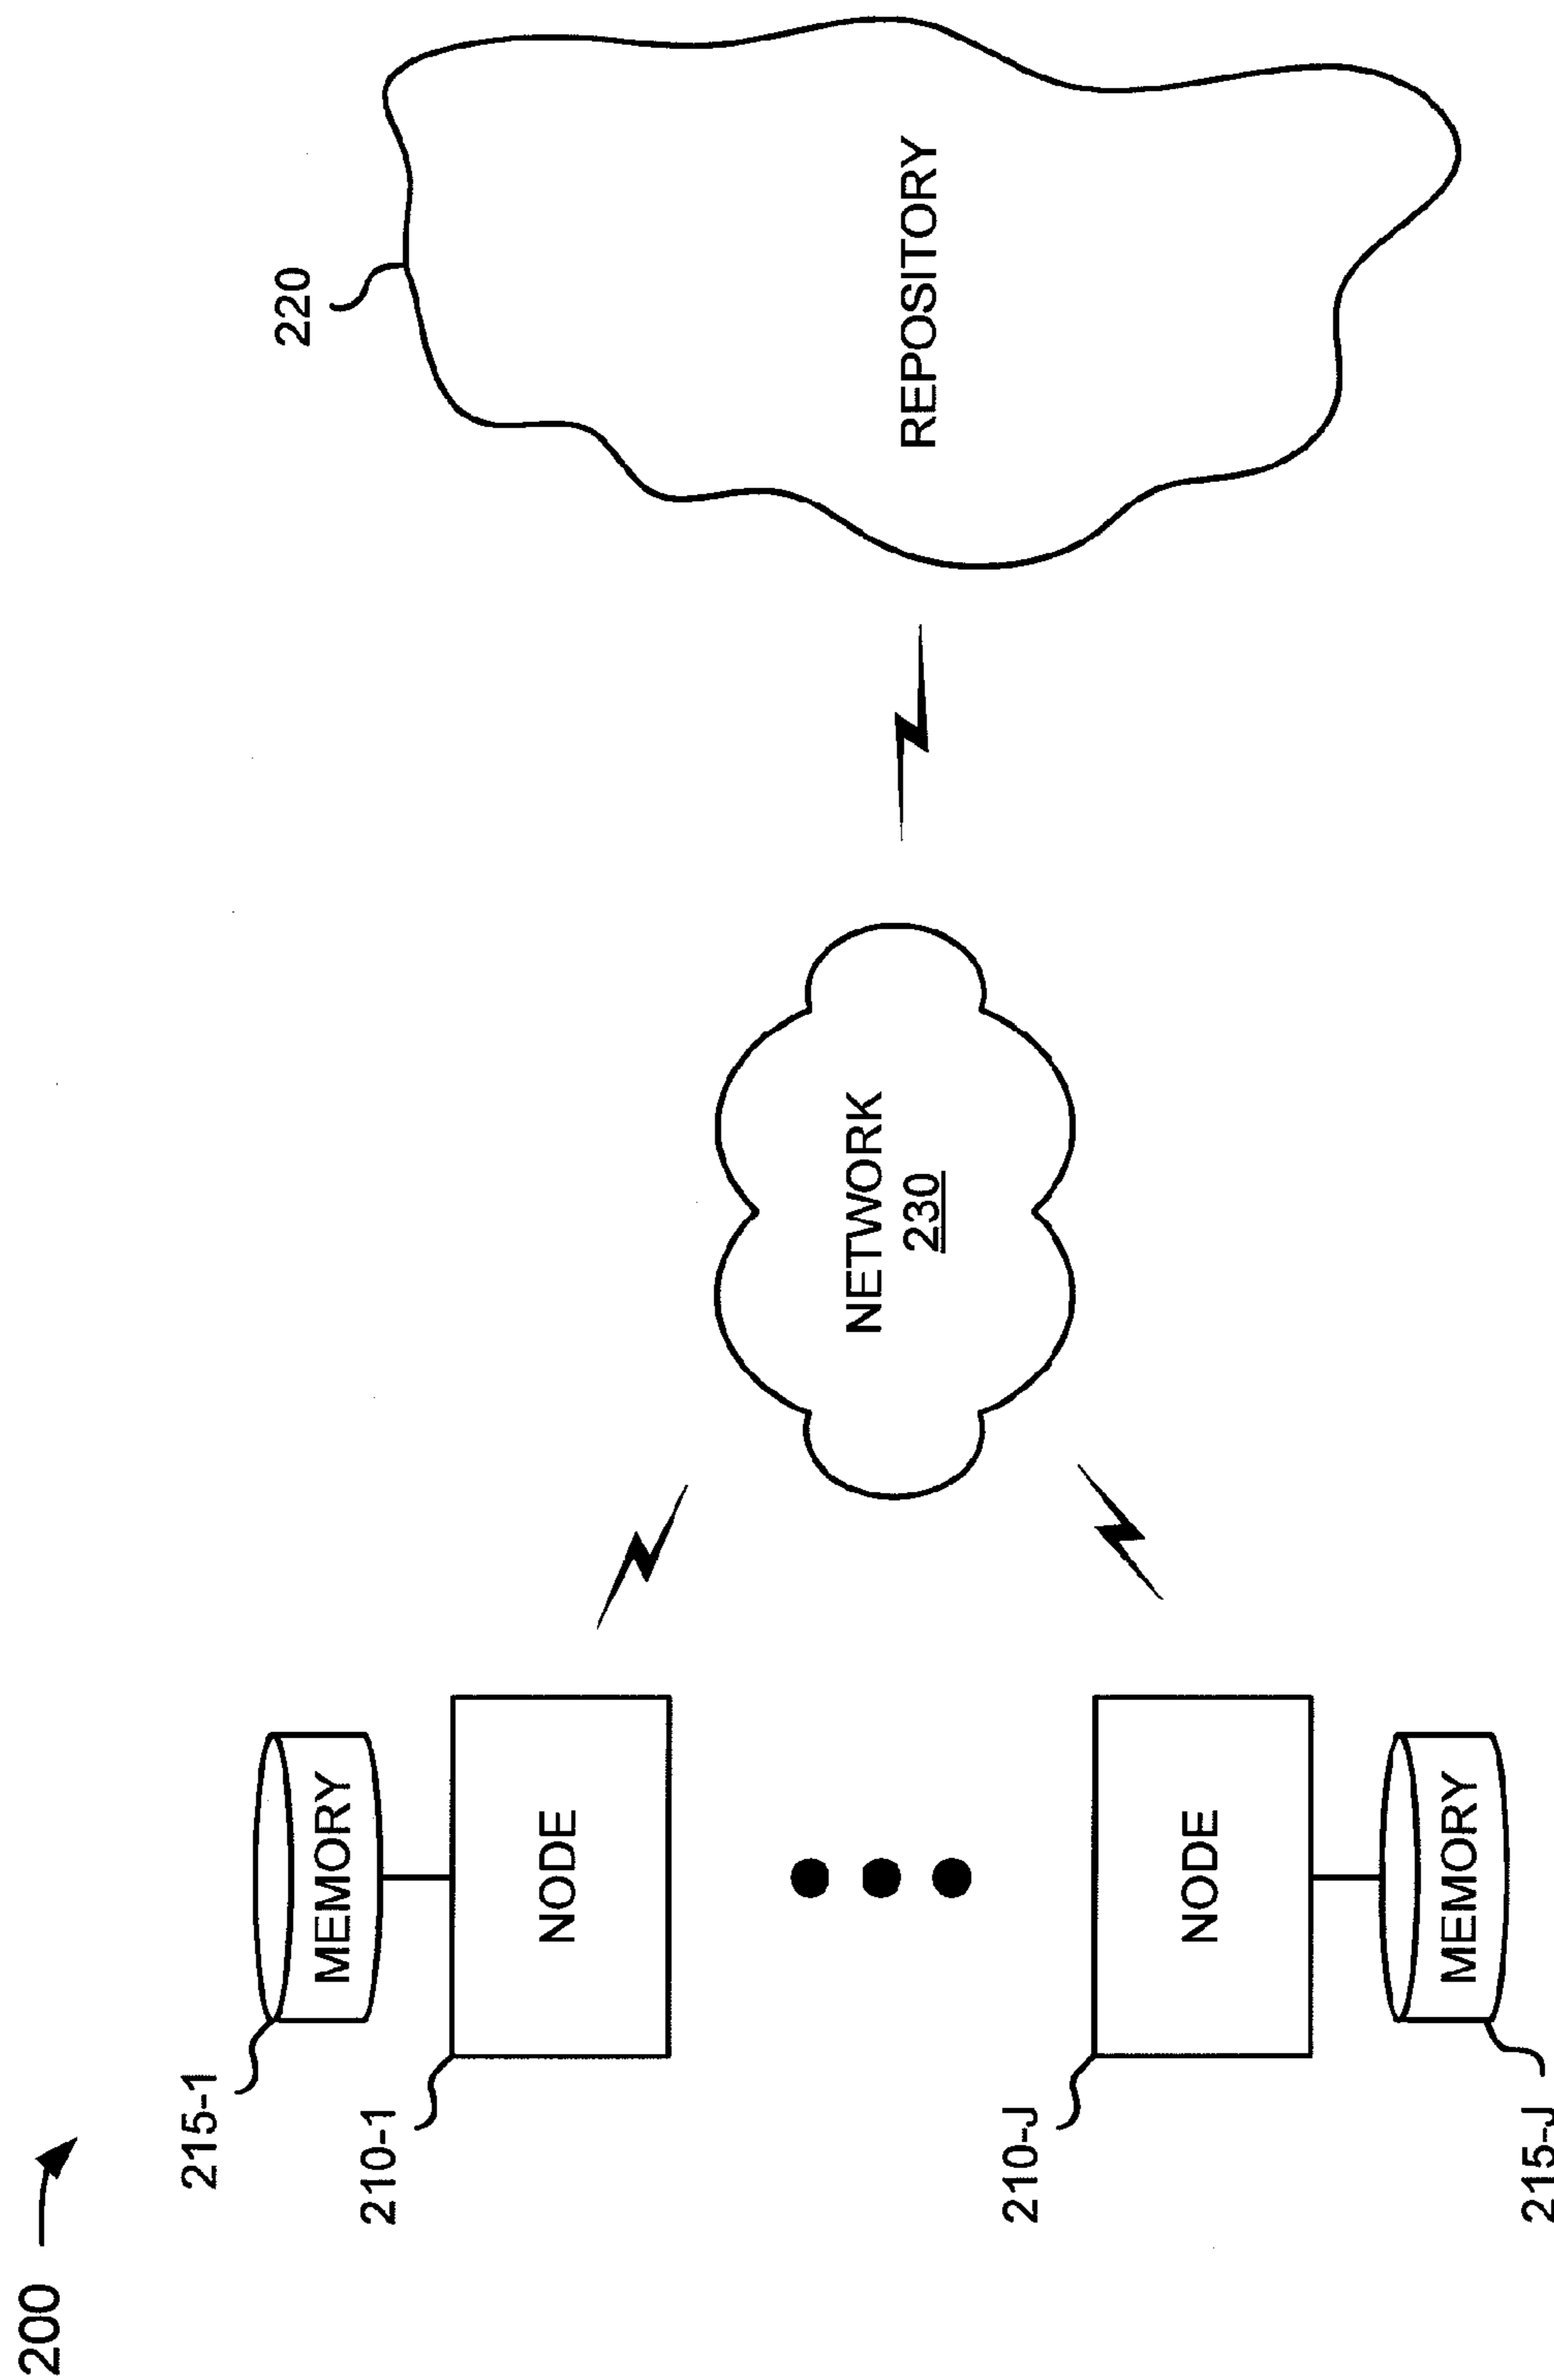 200
215-1
MEMORY
210-1
NODE
220
REPOSITORY
NETWORK
230
210-J
NODE
MEMORY
215-J